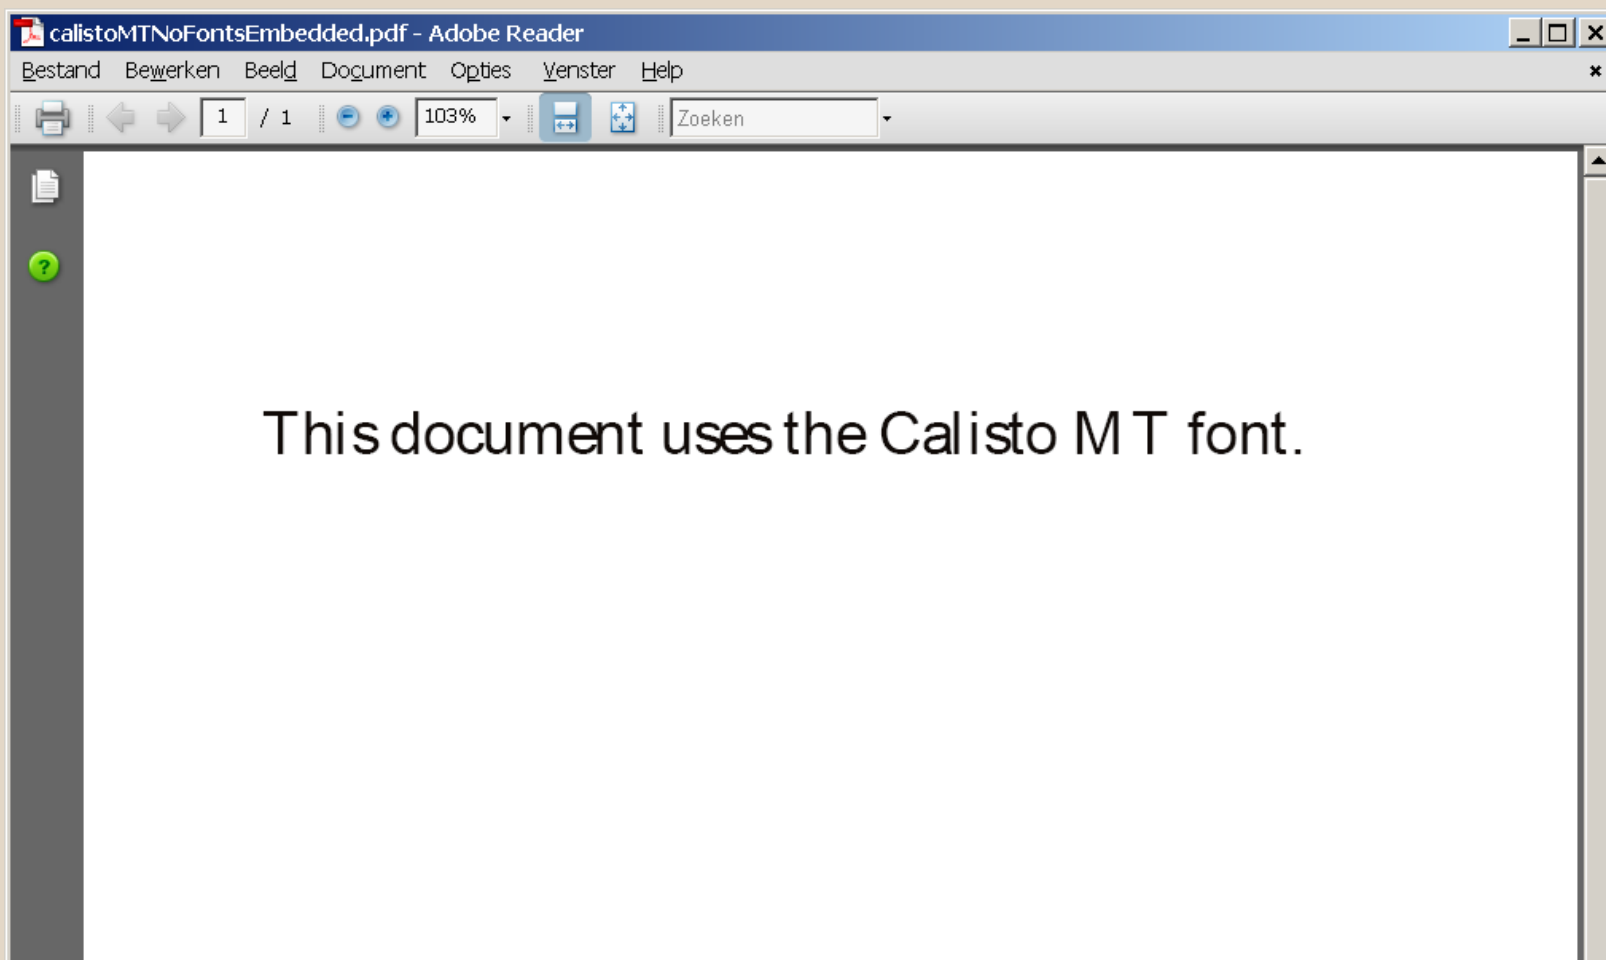 calistoMTNoFontsEmbedded.pdf - Adobe Reader
Bestand Bewerken Beeld Document Opties Venster Help
1 / 1 103% Zoeken
This document uses the Calisto MT font.